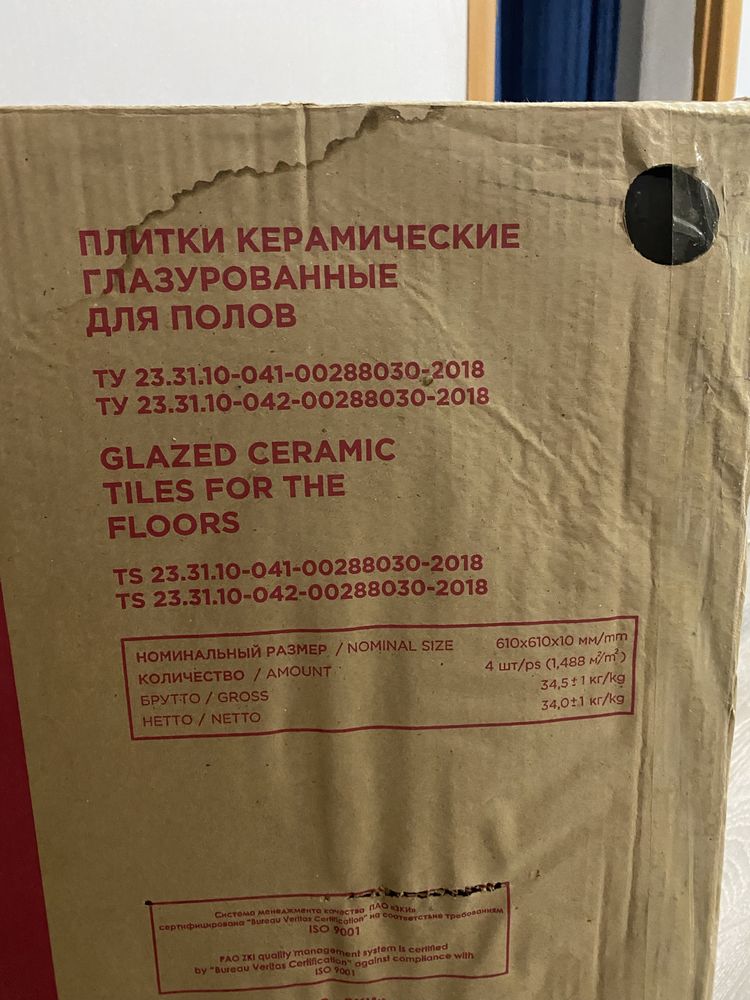 ПЛИТКИ КЕРАМИЧЕСКИЕ
ГЛАЗУРОВАННЫЕ
ДЛЯ ПОЛОВ
ТУ 23.31.10-041-00288030-2018
ТУ 23.31.10-042-00288030-2018
GLAZED CERAMIC
TILES FOR THE
FLOORS
TS 23.31.10-041-00288030-2018
TS 23.31.10-042-00288030-2018
НОМИНАЛЬНЫЙ РАЗМЕР / NOMINAL SIZE 610х610х10 мм/mm
КОЛИЧЕСТВО / AMOUNT 4 шт/ps (1,488 м²/m²)
БРУТТО / GROSS 34,5±1 кг/kg
НЕТТО / NETTO 34,0±1 кг/kg
Система менеджмента качества ПАО «ЗКИ»
сертифицирована "Bureau Veritas Certification" на соответствие требованиям
ISO 9001
PAO ZKI quality management system is certified
by "Bureau Veritas Certification" against compliance with
ISO 9001